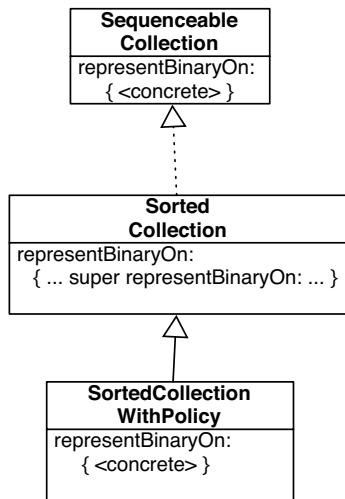 Sequenceable
Collection
representBinaryOn:
{ <concrete> }
Sorted
Collection
representBinaryOn:
{ ... super representBinaryOn: ... }
SortedCollection
WithPolicy
representBinaryOn:
{ <concrete> }